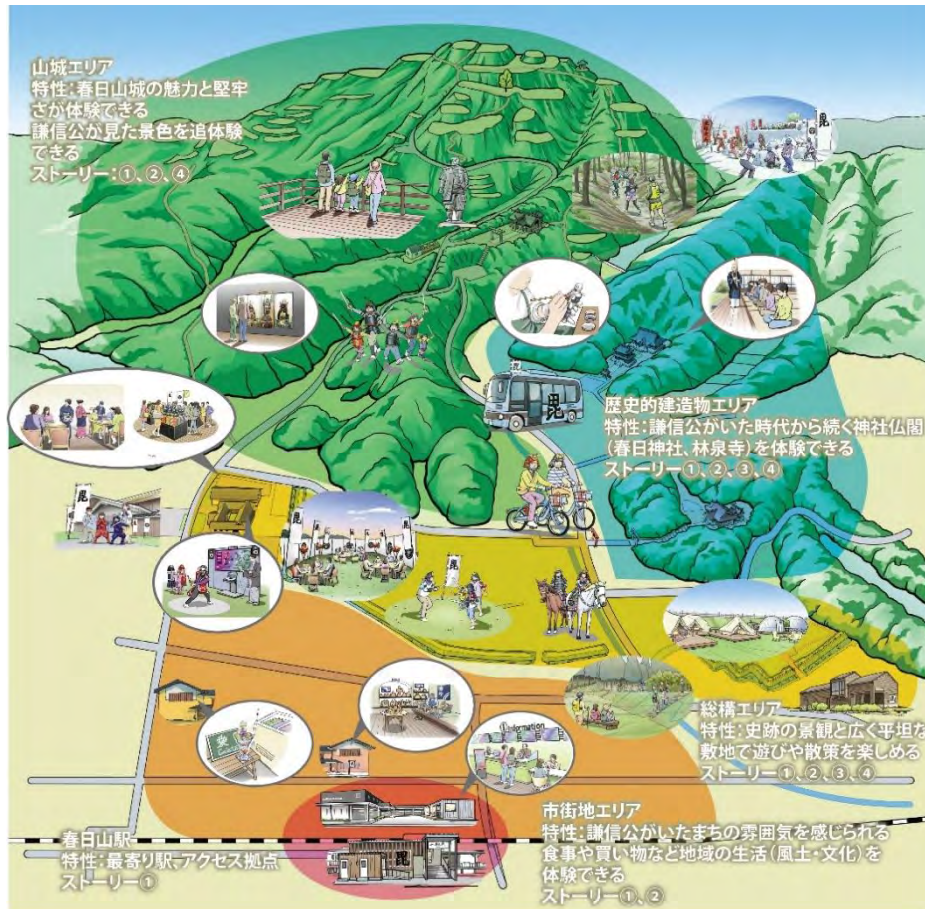 山城エリア
特性:春日山城の魅力と堅牢
さが体験できる
謙信公が見た景色を追体験
できる
ストーリー:①、②、④
毘
毘
毘
歴史的建造物エリア
特性:謙信公がいた時代から続く神社仏閣
(春日神社、林泉寺)を体験できる
ストーリー①、②、③、④
毘
毘
総構エリア
特性:史跡の景観と広く平坦な
敷地で遊びや散策を楽しめる
ストーリー①、②、③、④
Information
市街地エリア
特性:謙信公がいたまちの雰囲気を感じられる
食事や買い物など地域の生活(風土・文化)を
体験できる
ストーリー①、②
春日山駅
特性:最寄り駅、アクセス拠点
ストーリー①
毘